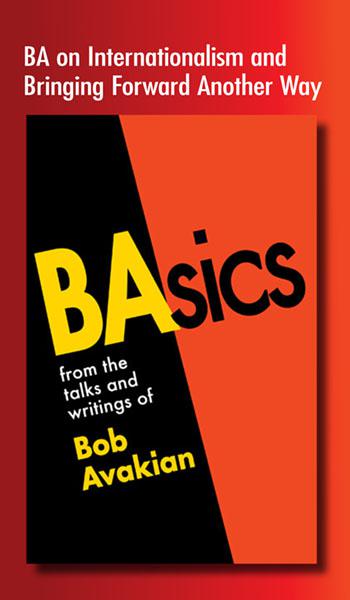 BA on Internationalism and
Bringing Forward Another Way
BAsics
from the
talks and
writings of
Bob
Avakian